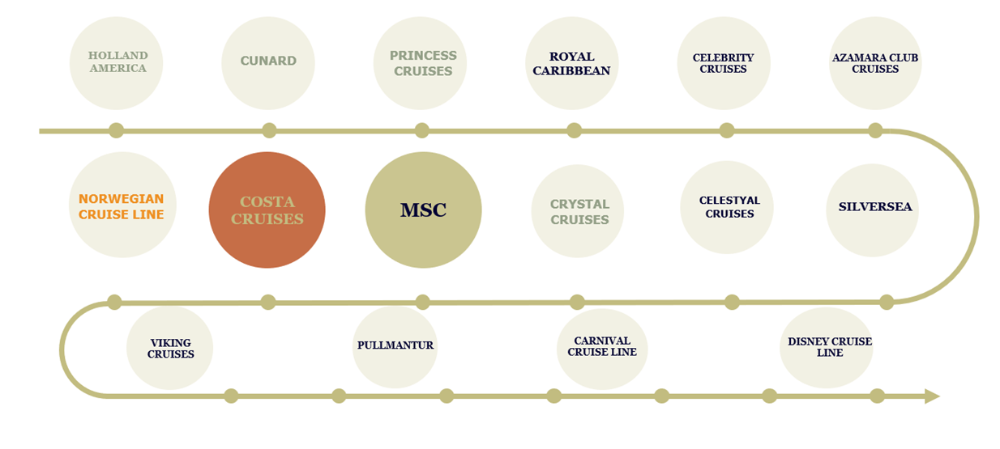 HOLLAND
AMERICA
CUNARD
PRINCESS
CRUISES
ROYAL
CARIBBEAN
CELEBRITY
CRUISES
AZAMARA CLUB
CRUISES
NORWEGIAN
CRUISE LINE
COSTA
CRUISES
MSC
CRYSTAL
CRUISES
CELESTYAL
CRUISES
SILVERSEA
VIKING
CRUISES
PULLMANTUR
CARNIVAL
CRUISE LINE
DISNEY CRUISE
LINE